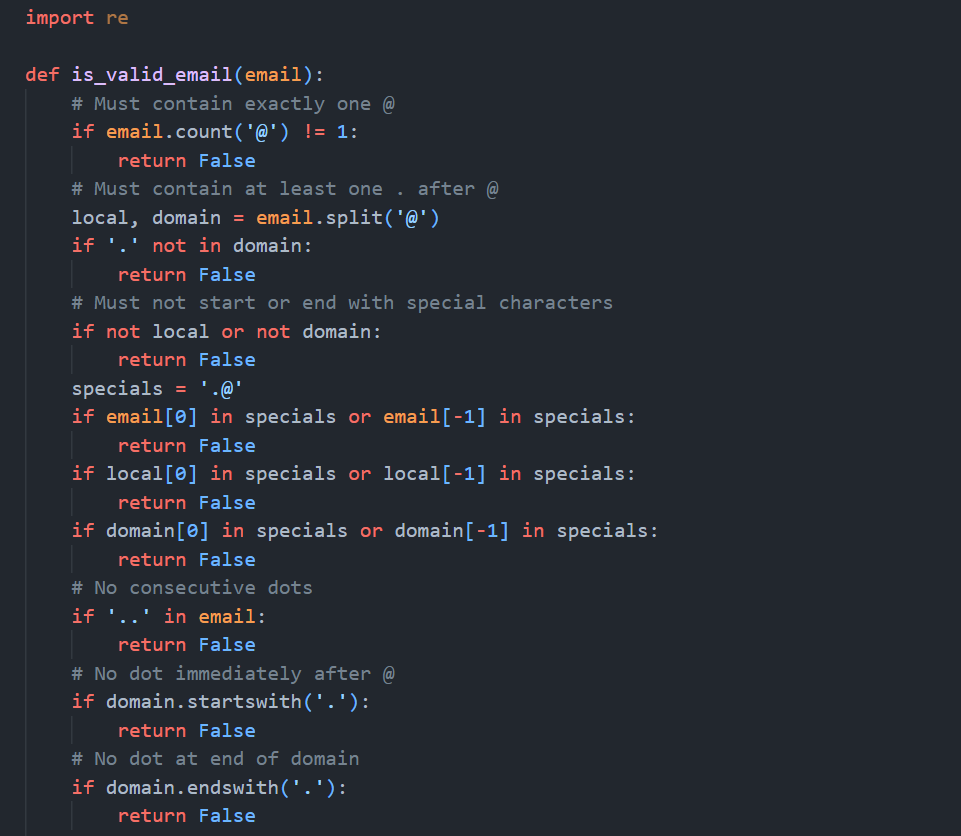 import re

def is_valid_email(email):
    # Must contain exactly one @
    if email.count('@') != 1:
        return False
    # Must contain at least one . after @
    local, domain = email.split('@')
    if '.' not in domain:
        return False
    # Must not start or end with special characters
    if not local or not domain:
        return False
    specials = '.@'
    if email[0] in specials or email[-1] in specials:
        return False
    if local[0] in specials or local[-1] in specials:
        return False
    if domain[0] in specials or domain[-1] in specials:
        return False
    # No consecutive dots
    if '..' in email:
        return False
    # No dot immediately after @
    if domain.startswith('.'):
        return False
    # No dot at end of domain
    if domain.endswith('.'):
        return False